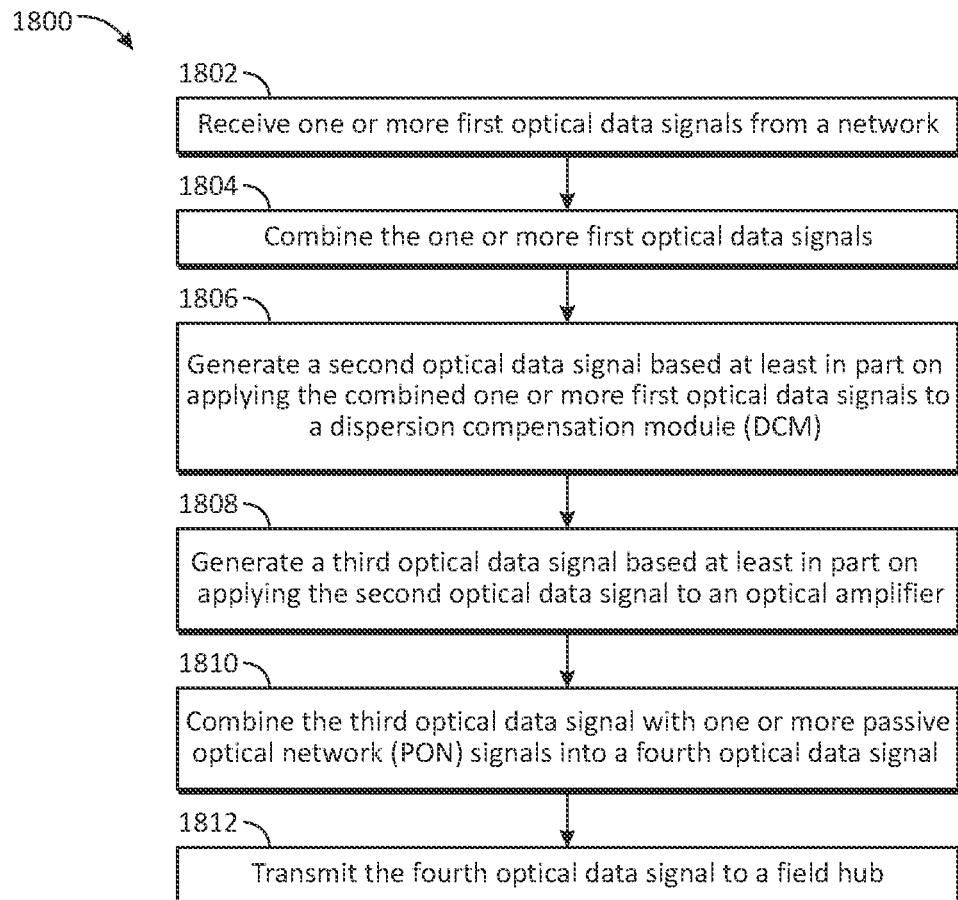 1800
1802
Receive one or more first optical data signals from a network
1804
Combine the one or more first optical data signals
1806
Generate a second optical data signal based at least in part on
applying the combined one or more first optical data signals to
a dispersion compensation module (DCM)
1808
Generate a third optical data signal based at least in part on
applying the second optical data signal to an optical amplifier
1810
Combine the third optical data signal with one or more passive
optical network (PON) signals into a fourth optical data signal
1812
Transmit the fourth optical data signal to a field hub